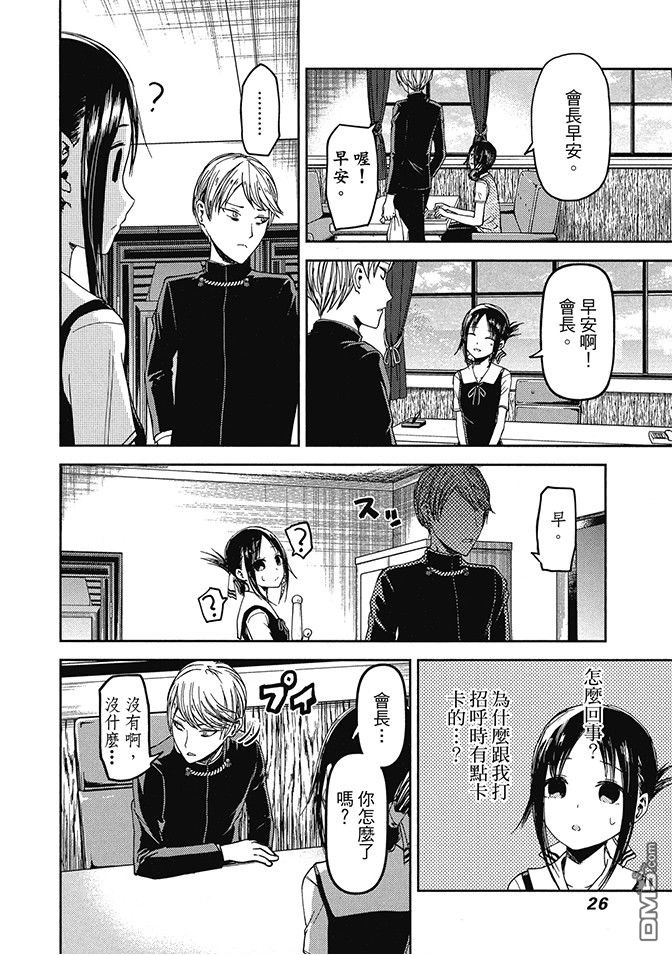 會長早安。
喔！
早安。
早安啊！
會長。
………
？
早。
スッ
？
？
怎麼回事？
為什麼跟我打
招呼時有點卡
卡的…？
會長…
你怎麼了
嗎？
プイ
沒有啊，
沒什麼…
26